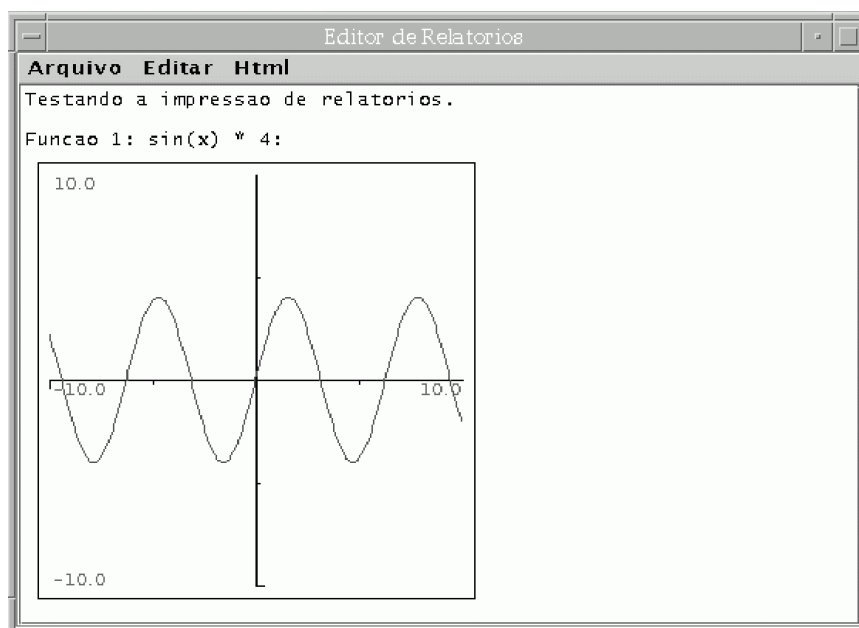 Editor de Relatorios
Arquivo Editar Html
Testando a impressao de relatorios.
Funcao 1: sin(x) * 4:
10.0
-10.0
10.0
-10.0